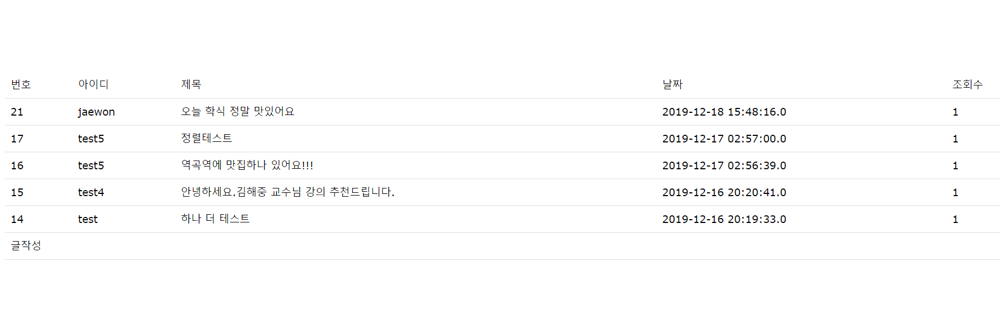 번호 아이디 제목 날짜 조회수
21 jaewon 오늘 학식 정말 맛있어요 2019-12-18 15:48:16.0 1
17 test5 정렬테스트 2019-12-17 02:57:00.0 1
16 test5 역곡역에 맛집하나 있어요!!! 2019-12-17 02:56:39.0 1
15 test4 안녕하세요.김해중 교수님 강의 추천드립니다. 2019-12-16 20:20:41.0 1
14 test 하나 더 테스트 2019-12-16 20:19:33.0 1
글작성